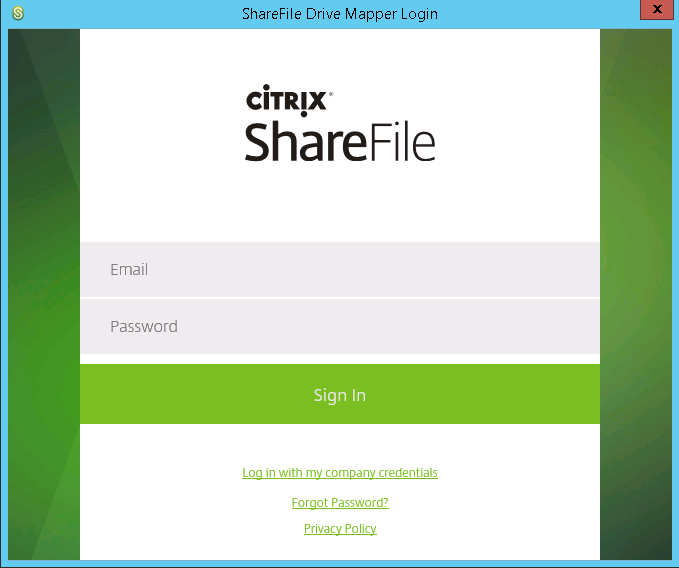 ShareFile Drive Mapper Login
x
CiTRiX®
ShareFile
Email
Password
Sign In
Log in with my company credentials
Forgot Password?
Privacy Policy